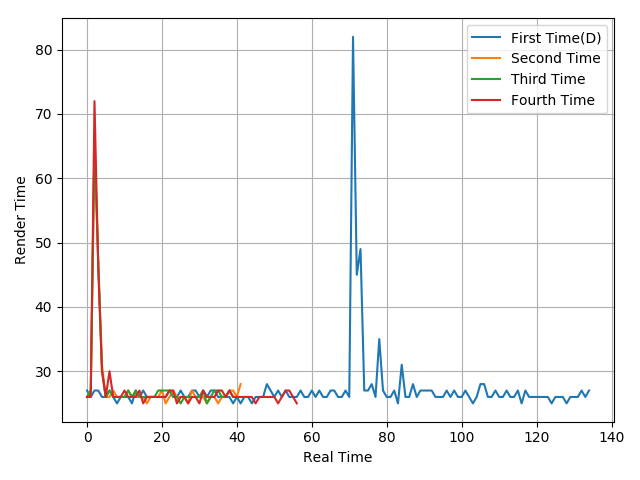 First Time(D)
Second Time
Third Time
Fourth Time
80
70
60
50
40
30
Render Time
0
20
40
60
80
100
120
140
Real Time